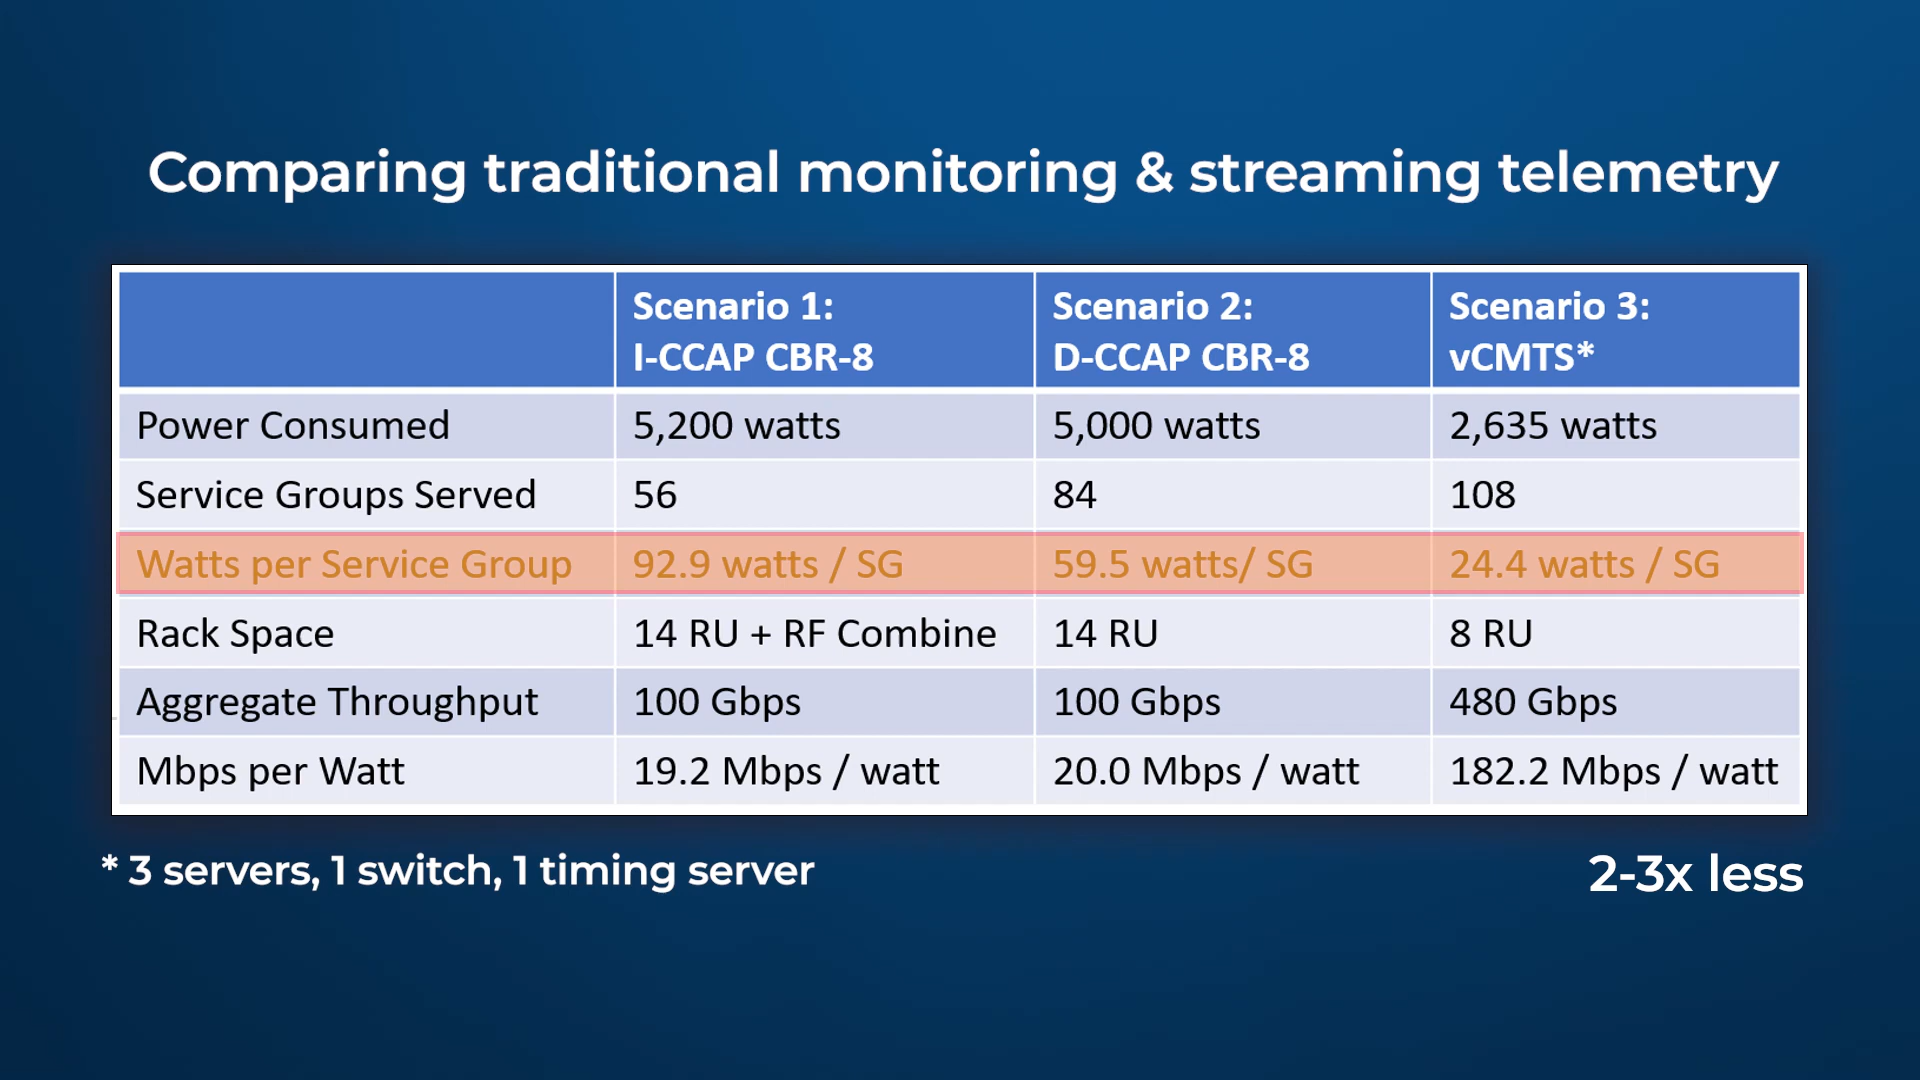 Comparing traditional monitoring & streaming telemetry
Scenario 1: Scenario 2: Scenario 3:
I-CCAP CBR-8 D-CCAP CBR-8 vCMTS*
Power Consumed 5,200 watts 5,000 watts 2,635 watts
Service Groups Served 56 84 108
Watts per Service Group 92.9 watts / SG 59.5 watts/ SG 24.4 watts / SG
Rack Space 14 RU + RF Combine 14 RU 8 RU
Aggregate Throughput 100 Gbps 100 Gbps 480 Gbps
Mbps per Watt 19.2 Mbps / watt 20.0 Mbps / watt 182.2 Mbps / watt
* 3 servers, 1 switch, 1 timing server 2-3x less